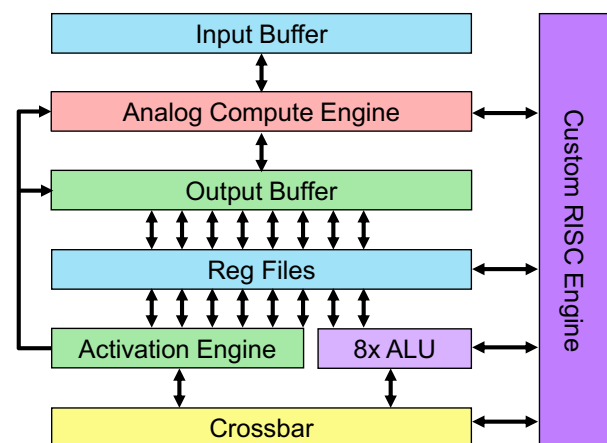 Input Buffer
Analog Compute Engine
Output Buffer
Reg Files
Activation Engine
8x ALU
Crossbar
Custom RISC Engine